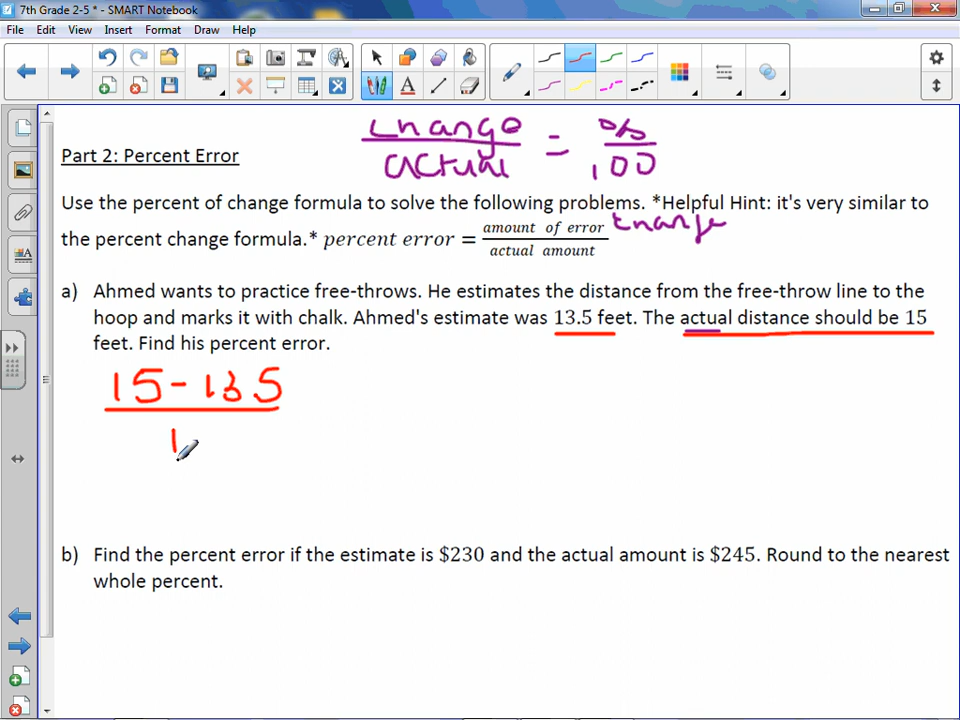 7th Grade 2-5 * - SMART Notebook
File Edit View Insert Format Draw Help
change
actual
=
%
100
Part 2: Percent Error
Use the percent of change formula to solve the following problems. *Helpful Hint: it's very similar to
the percent change formula.* percent error = amount of error
actual amount
change
a) Ahmed wants to practice free-throws. He estimates the distance from the free-throw line to the
hoop and marks it with chalk. Ahmed's estimate was 13.5 feet. The actual distance should be 15
feet. Find his percent error.
15 - 13.5
1
b) Find the percent error if the estimate is $230 and the actual amount is $245. Round to the nearest
whole percent.